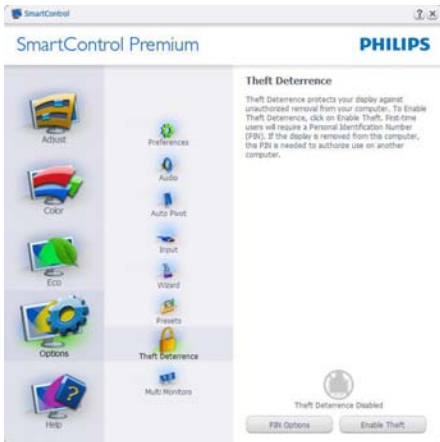 SmartControl
SmartControl Premium
PHILIPS
Adjust
Color
Eco
Options
Help
Preferences
Audio
Auto Pivot
Input
Wizard
Presets
Theft Deterrence
Multi Monitors
Theft Deterrence
Theft Deterrence protects your display against
unauthorized removal from your computer. To Enable
Theft Deterrence, click on Enable Theft. First-time
users will require a Personal Identification Number
(PIN). If the display is removed from this computer,
this PIN is needed to authorize use on another
computer.
Theft Deterrence Disabled
PIN Options
Enable Theft